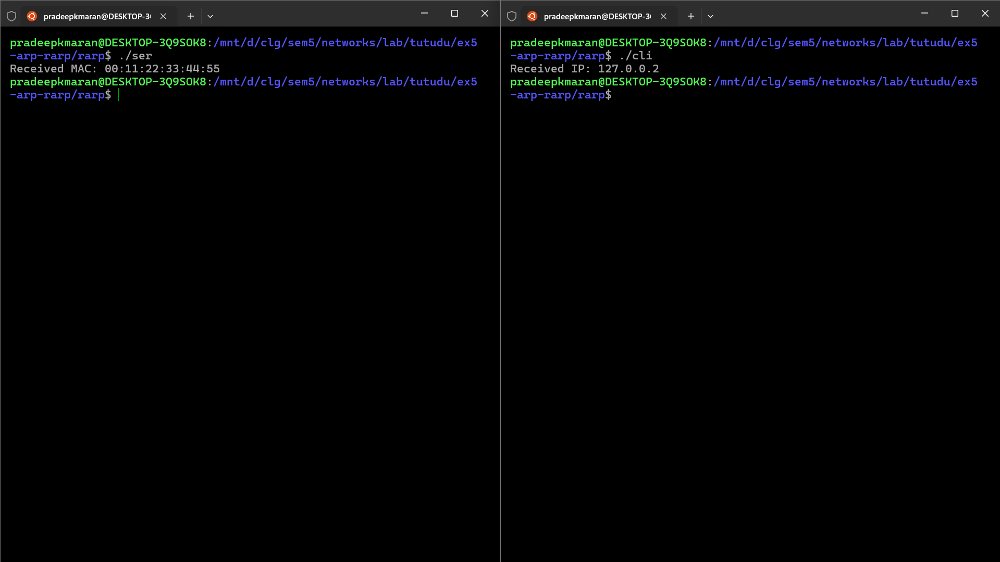 pradeepkmaran@DESKTOP-3
pradeepkmaran@DESKTOP-3Q9SOK8:/mnt/d/clg/sem5/networks/lab/tutudu/ex5
-arp-rarp/rarp$ ./ser
Received MAC: 00:11:22:33:44:55
pradeepkmaran@DESKTOP-3Q9SOK8:/mnt/d/clg/sem5/networks/lab/tutudu/ex5
-arp-rarp/rarp$
pradeepkmaran@DESKTOP-3
pradeepkmaran@DESKTOP-3Q9SOK8:/mnt/d/clg/sem5/networks/lab/tutudu/ex5
-arp-rarp/rarp$ ./cli
Received IP: 127.0.0.2
pradeepkmaran@DESKTOP-3Q9SOK8:/mnt/d/clg/sem5/networks/lab/tutudu/ex5
-arp-rarp/rarp$